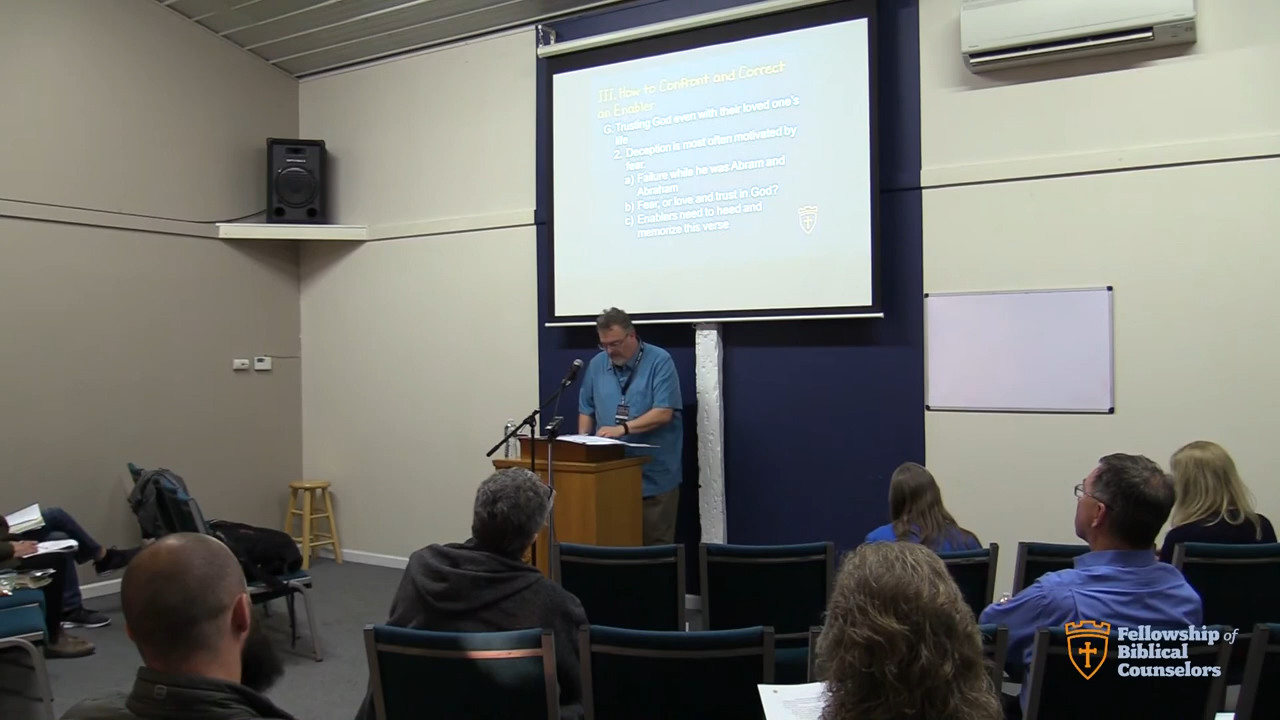 III. How to Confront and Correct
an Enabler
G. Trusting God even with their loved one's
life
2. Deception is most often motivated by
fear.
a) Failure while he was Abram and
Abraham
b) Fear, or love and trust in God?
c) Enablers need to heed and
memorize this verse
Fellowship of
Biblical
Counselors